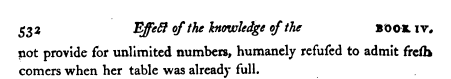 532 Effect of the knowledge of the BOOK IV.
not provide for unlimited numbers, humanely refuſed to admit freſh
comers when her table was already full.